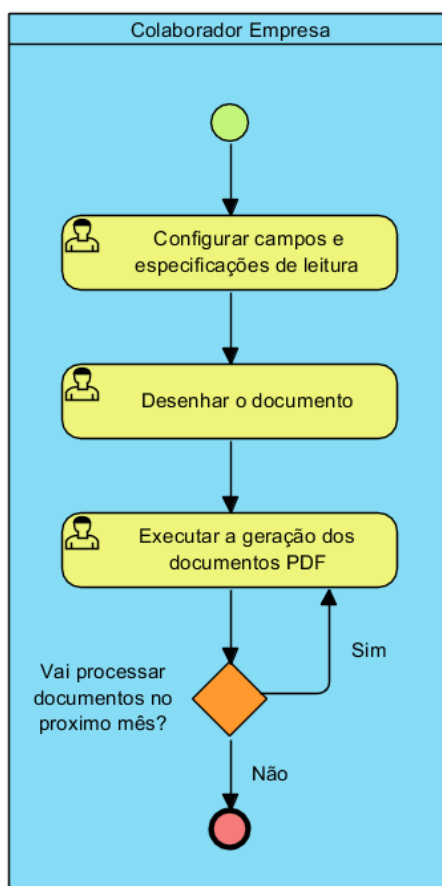 Colaborador Empresa
Configurar campos e
especificações de leitura
Desenhar o documento
Executar a geração dos
documentos PDF
Vai processar
documentos no
proximo mês?
Sim
Não